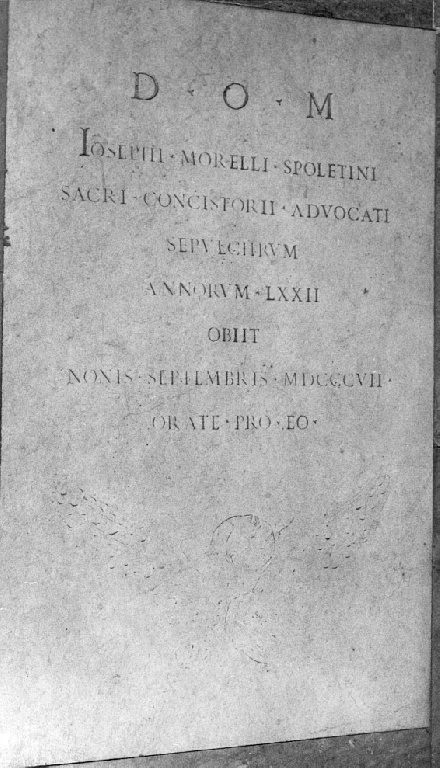 D · O · M
IOSEPHI · MORELLI · SPOLETINI
SACRI · CONCISTORII · ADVOCATI
SEPVLCHRVM
ANNORVM · LXXII
OBIIT
NONIS · SEPTEMBRIS · MDCCCVII ·
ORATE · PRO · EO ·